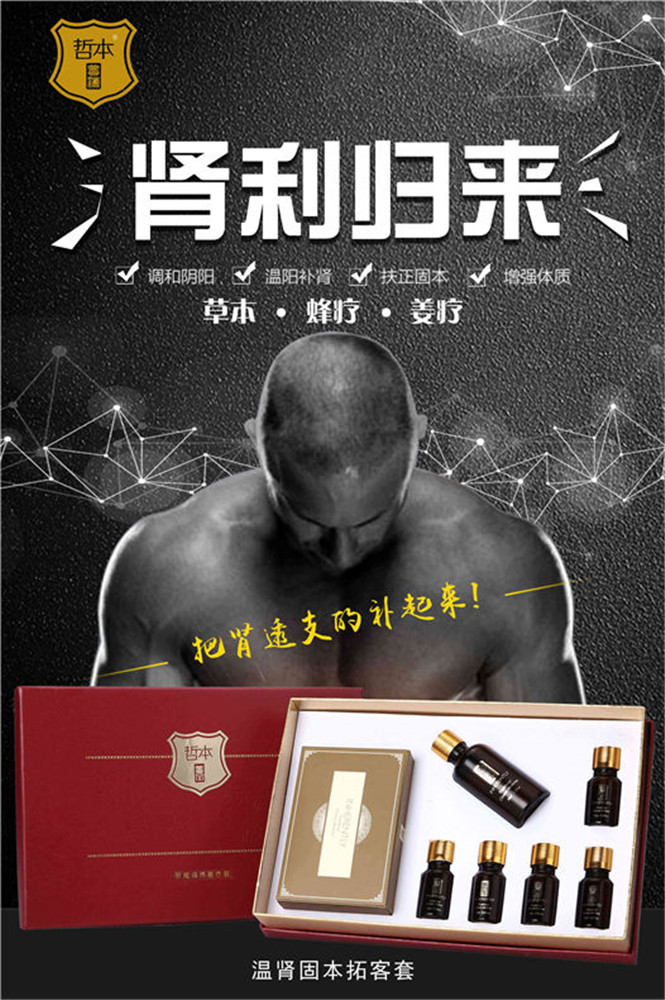 哲本
肾利归来
调和阴阳、 温阳补肾 扶正固本 、 增强体质
草本 • 蜂疗 • 姜疗
把肾透支的补起来！
哲本
温肾固本拓客套